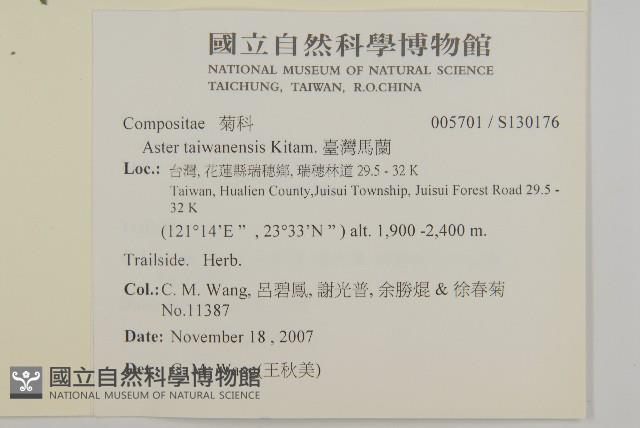 國立自然科學博物館
NATIONAL MUSEUM OF NATURAL SCIENCE
TAICHUNG, TAIWAN, R.O.CHINA
Compositae 菊科 005701 / S130176
Aster taiwanensis Kitam. 臺灣馬蘭
Loc.: 台灣, 花蓮縣瑞穗鄉, 瑞穗林道 29.5 - 32 K
Taiwan, Hualien County,Juisui Township, Juisui Forest Road 29.5 -
32 K
(121°14’E ” , 23°33’N ” ) alt. 1,900 -2,400 m.
Trailside. Herb.
Col.: C. M. Wang, 呂碧鳳, 謝光普, 余勝焜 & 徐春菊
No.11387
Date: November 18 , 2007
Det.: C. M. Wang(王秋美)
國立自然科學博物館
NATIONAL MUSEUM OF NATURAL SCIENCE